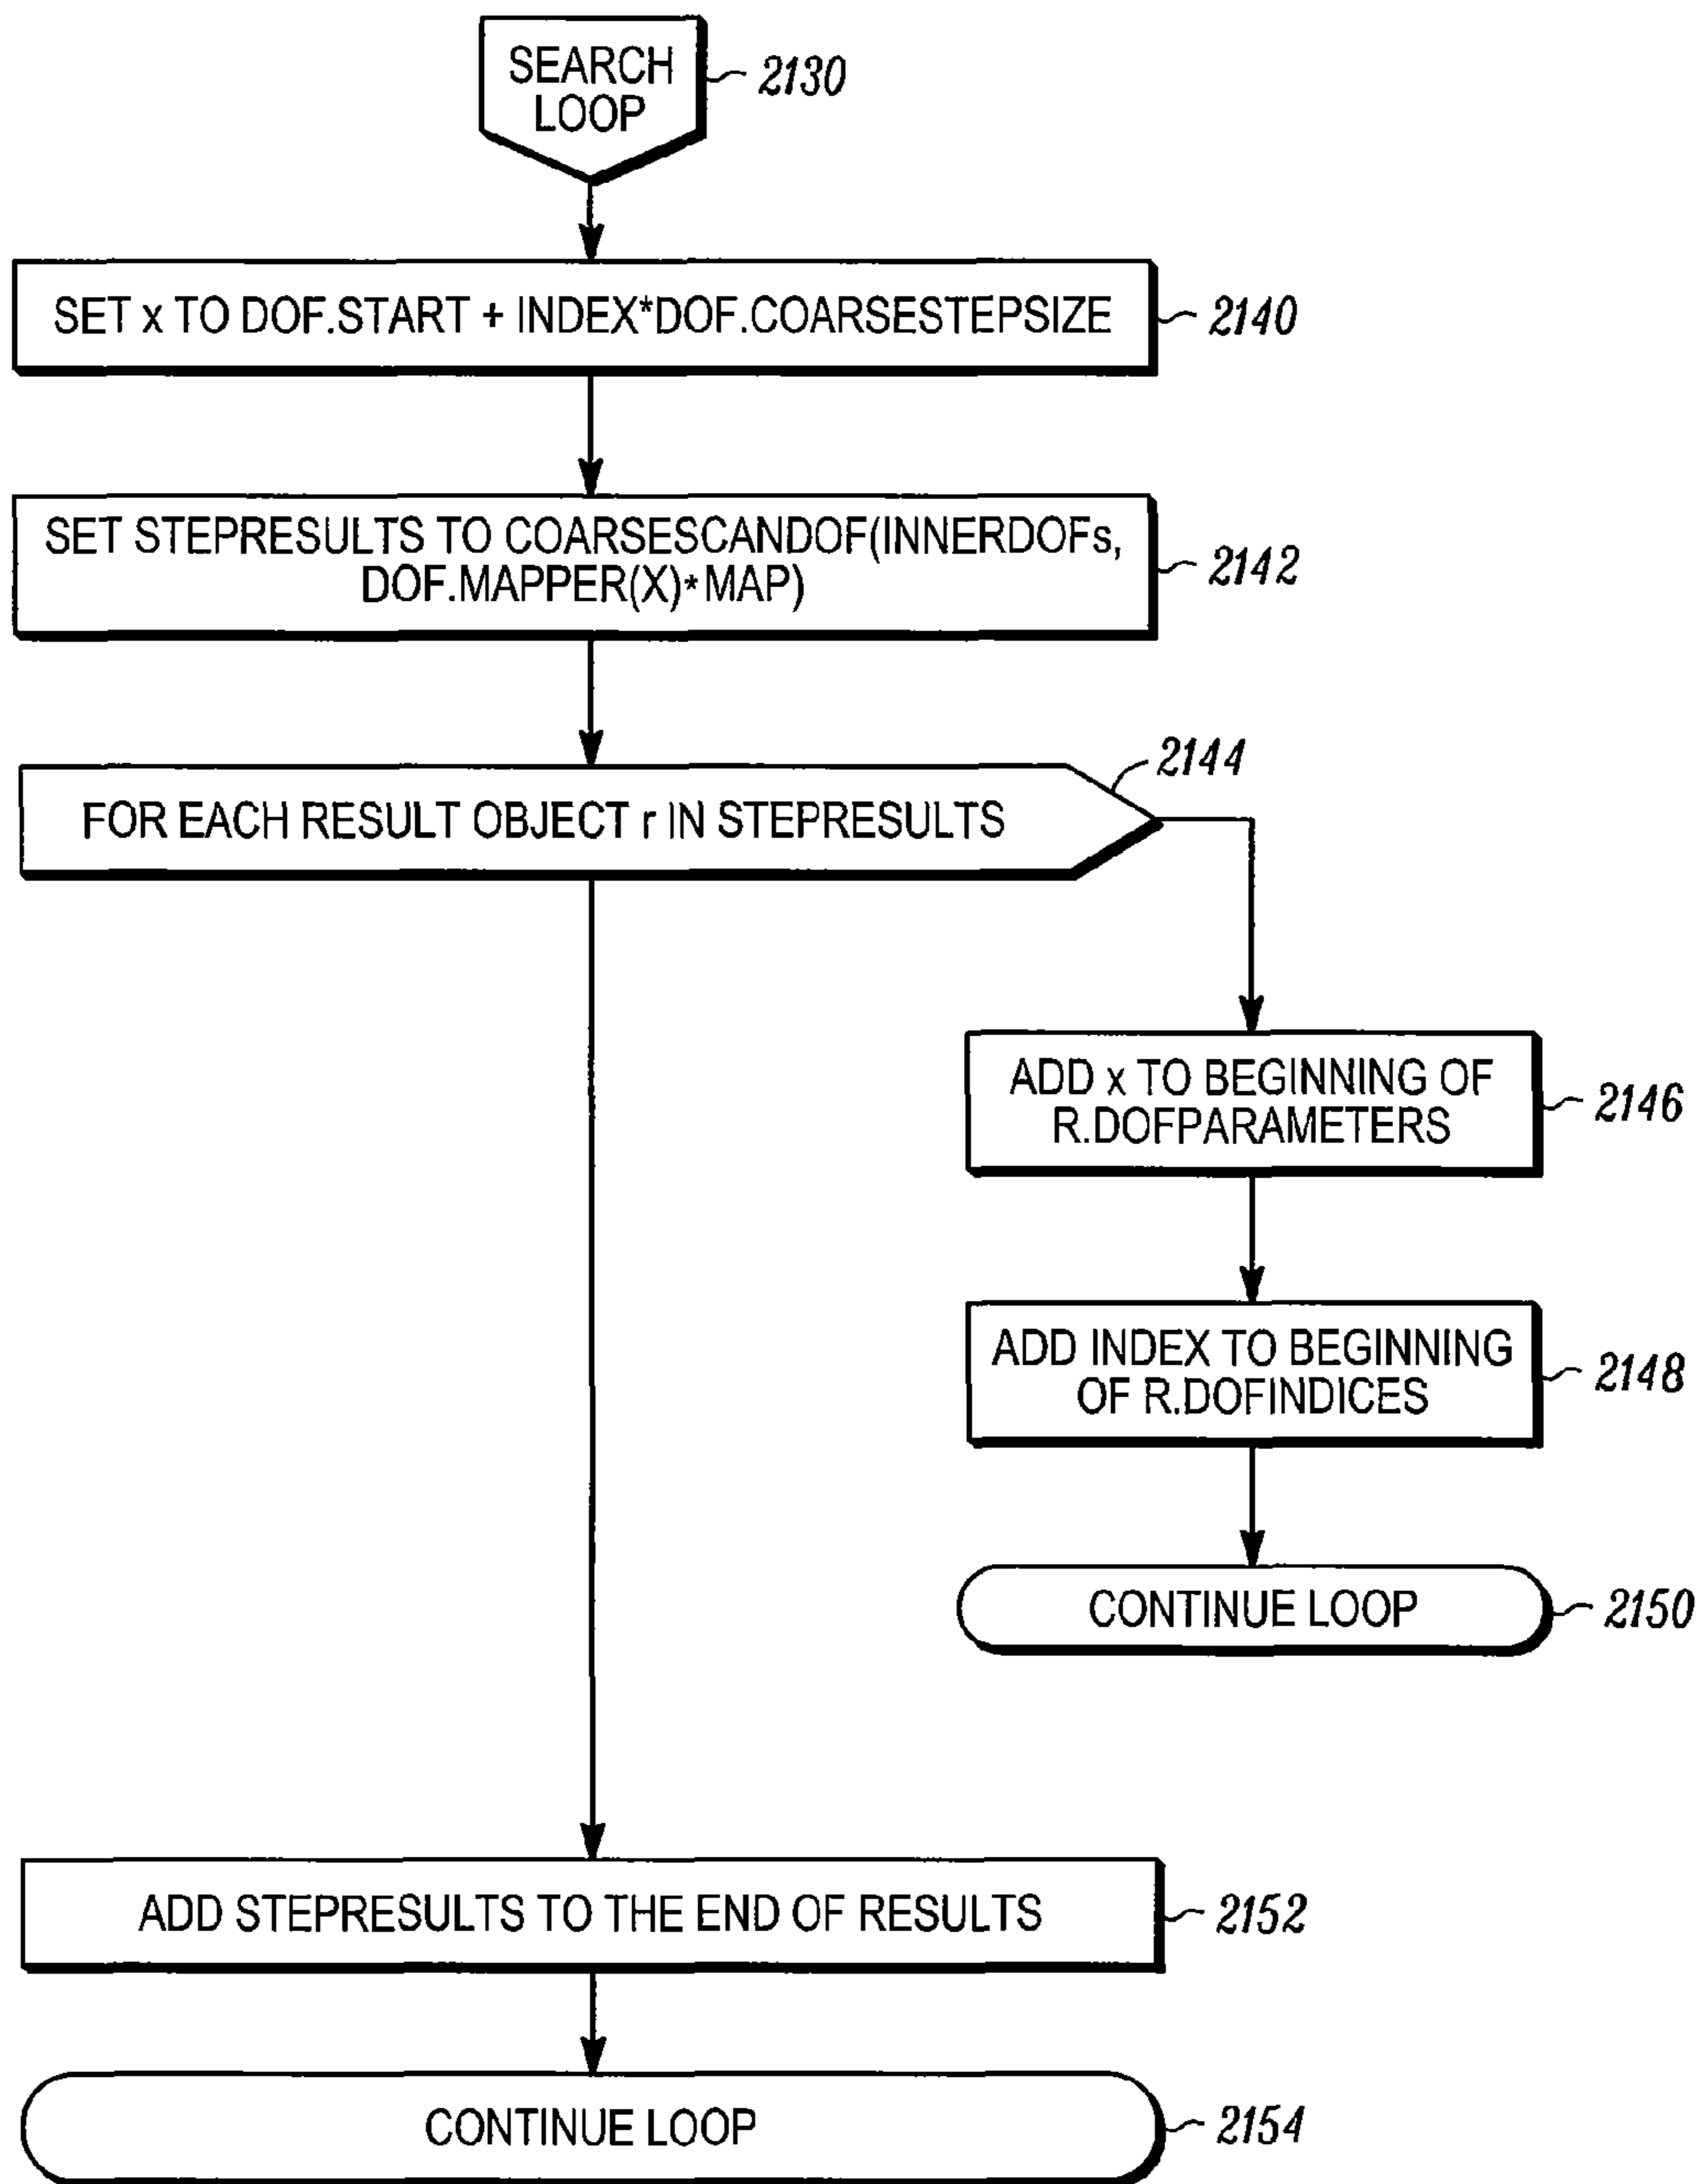 SEARCH
LOOP
2130
SET x TO DOF.START + INDEX*DOF.COARSESTEPSIZE
2140
SET STEPRESULTS TO COARSESCANDOF(INNERDOFs,
DOF.MAPPER(X)*MAP)
2142
2144
FOR EACH RESULT OBJECT r IN STEPRESULTS
ADD x TO BEGINNING OF
R.DOFPARAMETERS
2146
ADD INDEX TO BEGINNING
OF R.DOFINDICES
2148
CONTINUE LOOP
2150
ADD STEPRESULTS TO THE END OF RESULTS
2152
CONTINUE LOOP
2154